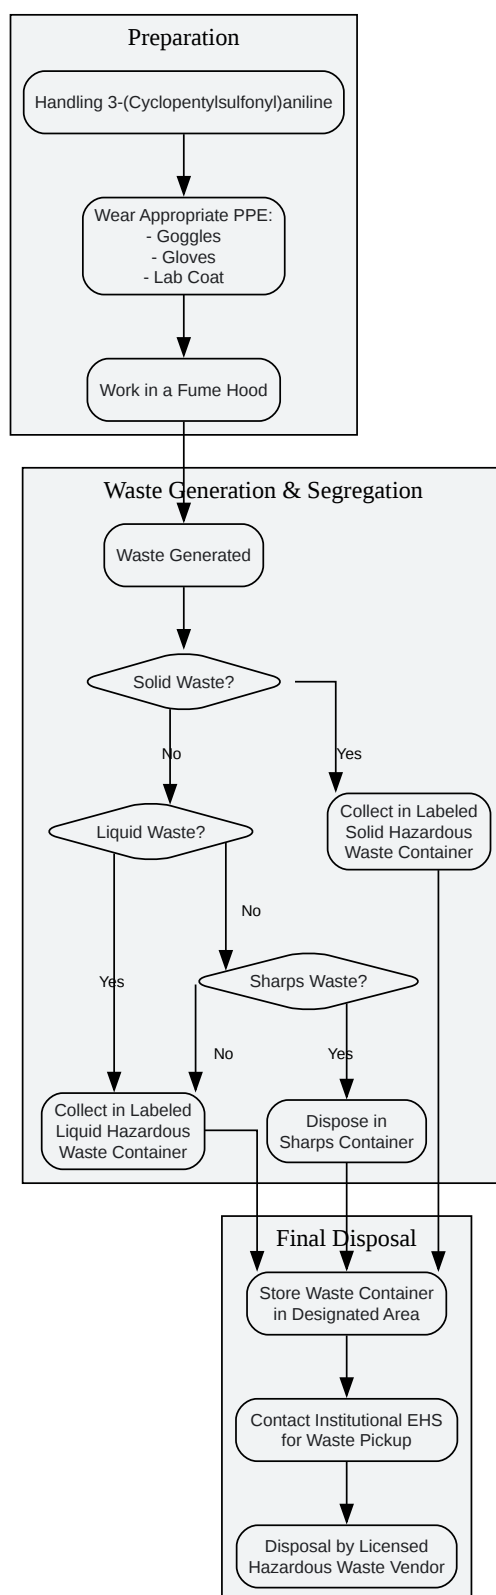 Preparation
Handling 3-(Cyclopentylsulfonyl)aniline
Wear Appropriate PPE:
- Goggles
- Gloves
- Lab Coat
Work in a Fume Hood
Waste Generation & Segregation
Waste Generated
Solid Waste?
No
Yes
Liquid Waste?
Collect in Labeled
Solid Hazardous
Waste Container
No
Yes
Sharps Waste?
No
Yes
Collect in Labeled
Liquid Hazardous
Waste Container
Dispose in
Sharps Container
Final Disposal
Store Waste Container
in Designated Area
Contact Institutional EHS
for Waste Pickup
Disposal by Licensed
Hazardous Waste Vendor